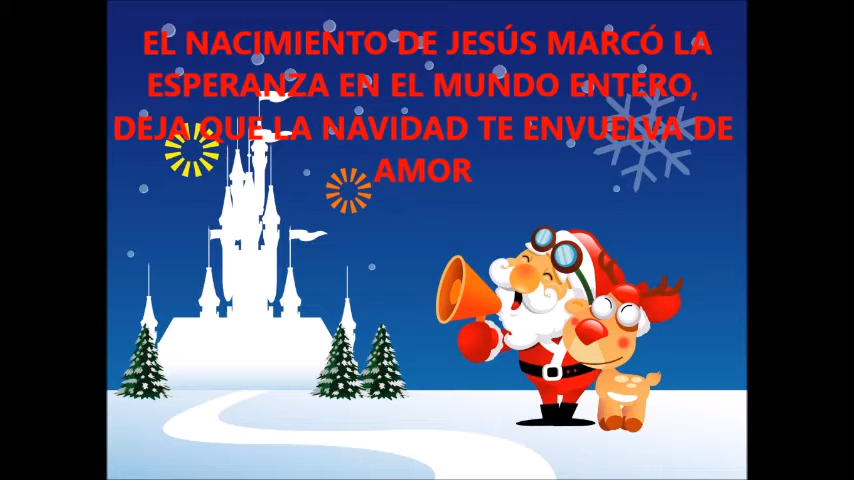 EL NACIMIENTO DE JESÚS MARCÓ LA
ESPERANZA EN EL MUNDO ENTERO,
DEJA QUE LA NAVIDAD TE ENVUELVA DE
AMOR